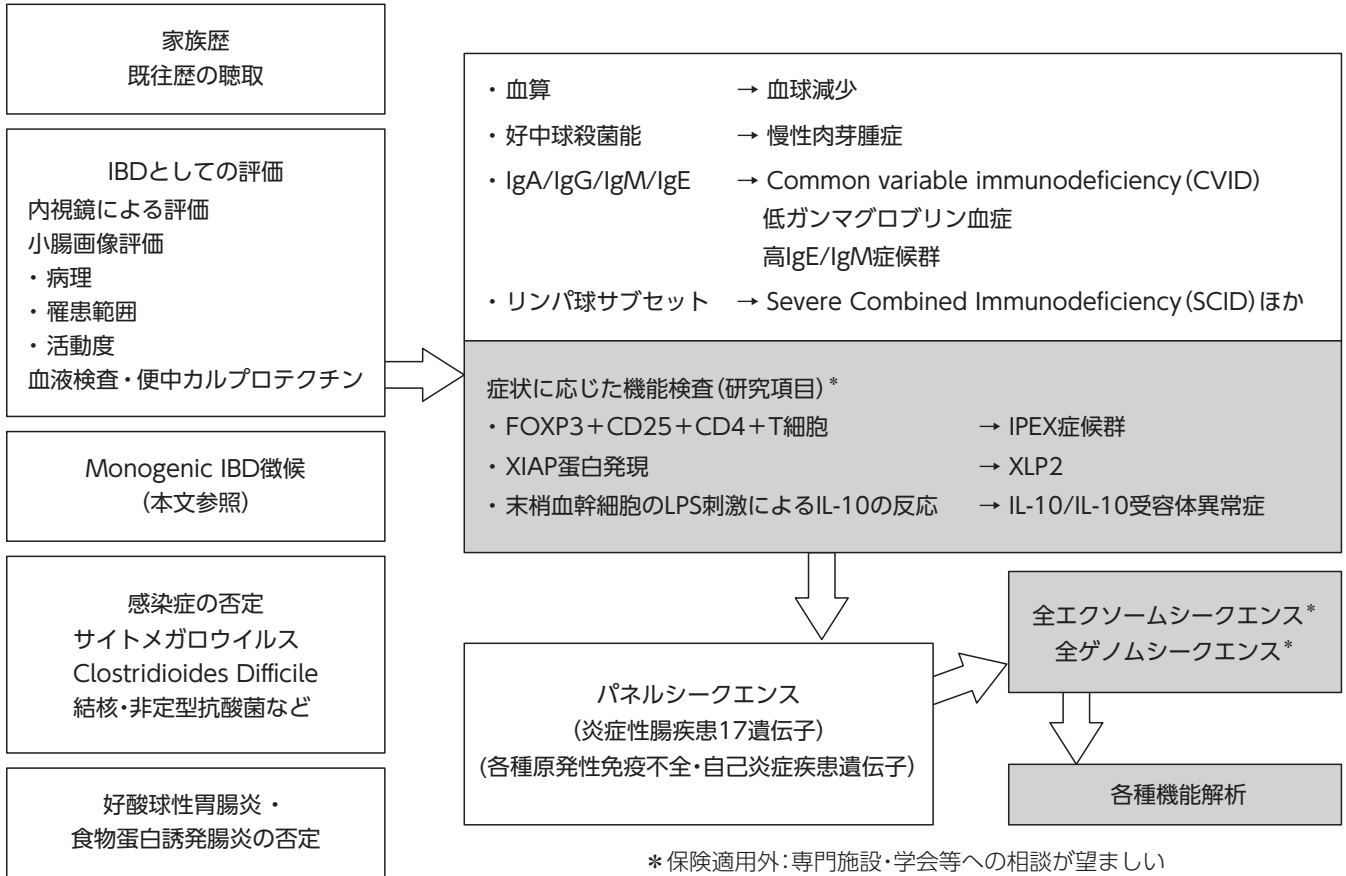 家族歴
既往歴の聴取
IBDとしての評価
内視鏡による評価
小腸画像評価
・病理
・罹患範囲
・活動度
血液検査・便中カルプロテクチン
Monogenic IBD徴候
(本文参照)
感染症の否定
サイトメガロウイルス
Clostridioides Difficile
結核・非定型抗酸菌など
好酸球性胃腸炎・
食物蛋白誘発腸炎の否定
・血算 → 血球減少
・好中球殺菌能 → 慢性肉芽腫症
・IgA/IgG/IgM/IgE → Common variable immunodeficiency(CVID)
低ガンマグロブリン血症
高IgE/IgM症候群
・リンパ球サブセット → Severe Combined Immunodeficiency(SCID)ほか
症状に応じた機能検査(研究項目)*
・FOXP3+CD25+CD4+T細胞 → IPEX症候群
・XIAP蛋白発現 → XLP2
・末梢血幹細胞のLPS刺激によるIL-10の反応 → IL-10/IL-10受容体異常症
パネルシークエンス
(炎症性腸疾患17遺伝子)
(各種原発性免疫不全・自己炎症疾患遺伝子)
全エクソームシークエンス*
全ゲノムシークエンス*
各種機能解析
*保険適用外:専門施設・学会等への相談が望ましい